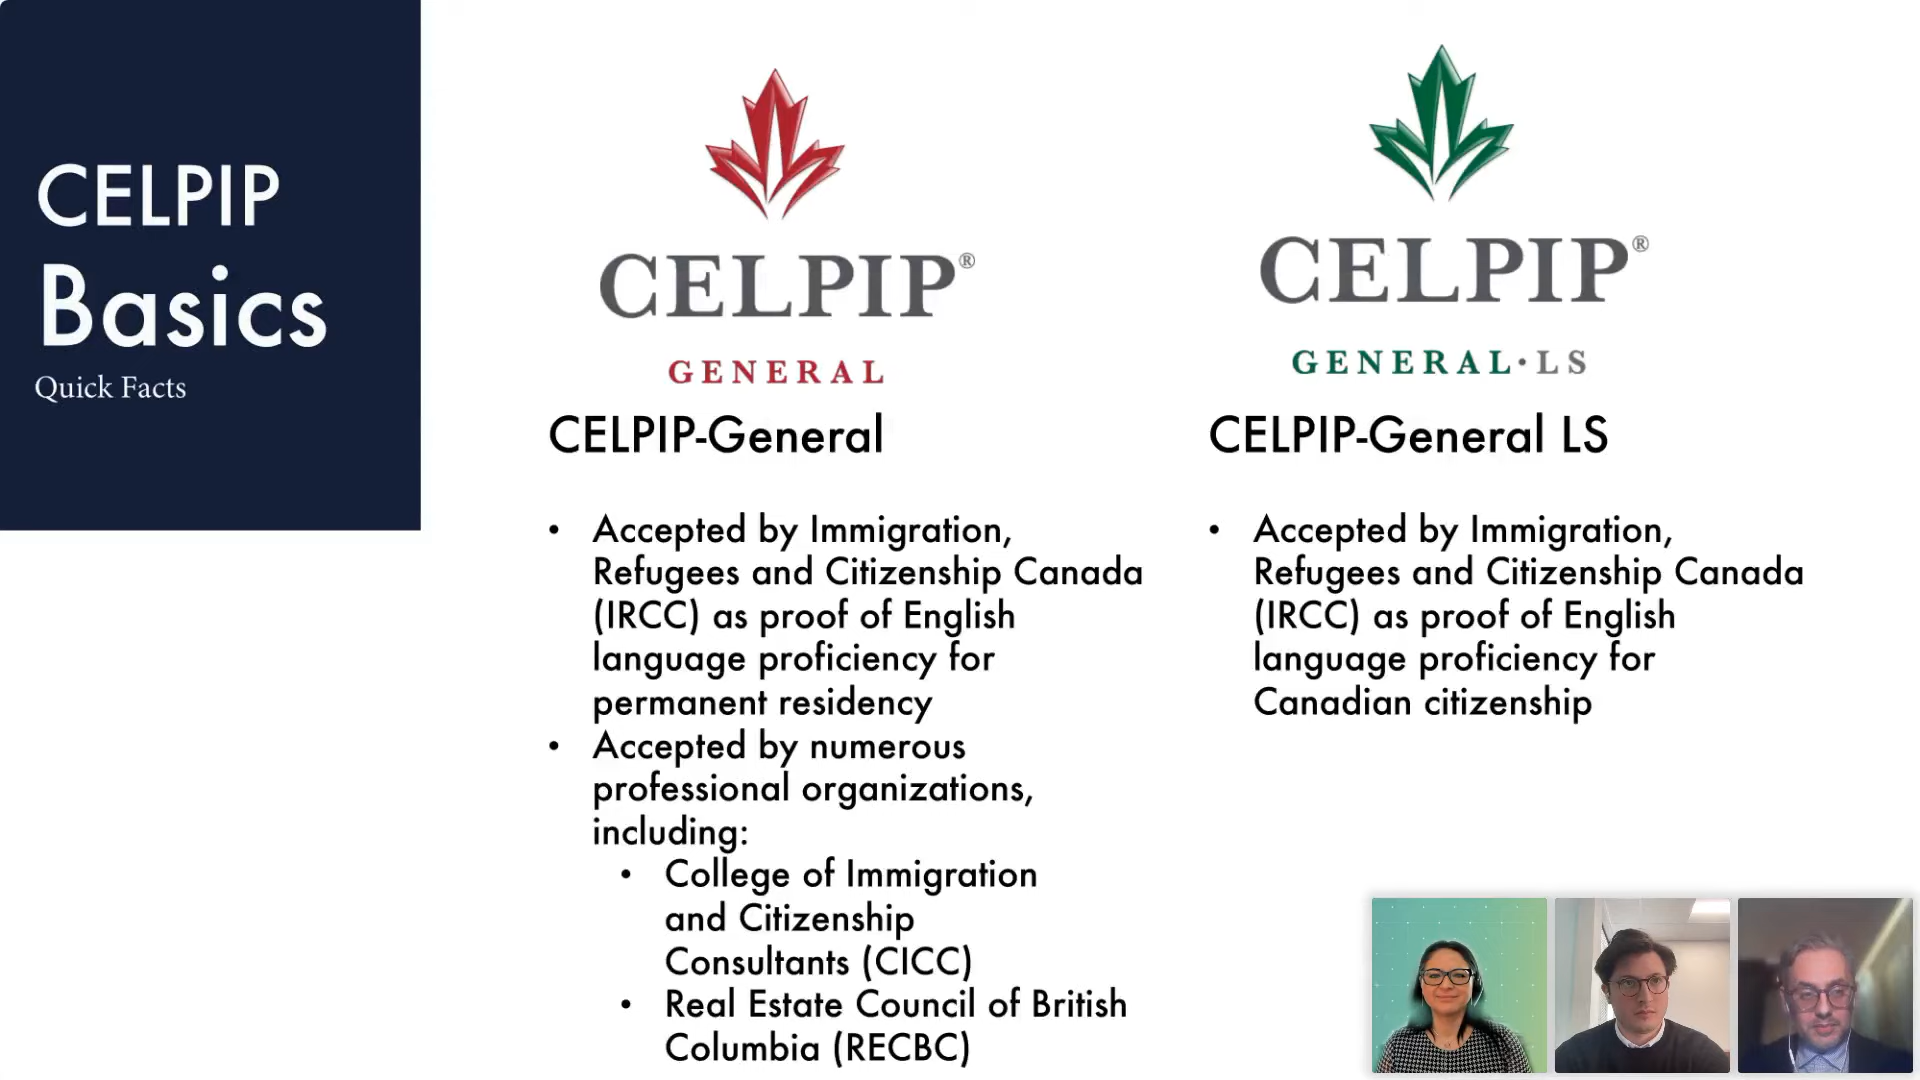 CELPIP
Basics
Quick Facts
CELPIP®
GENERAL
CELPIP-General
• Accepted by Immigration,
Refugees and Citizenship Canada
(IRCC) as proof of English
language proficiency for
permanent residency
• Accepted by numerous
professional organizations,
including:
• College of Immigration
and Citizenship
Consultants (CICC)
• Real Estate Council of British
Columbia (RECBC)
CELPIP®
GENERAL·LS
CELPIP-General LS
• Accepted by Immigration,
Refugees and Citizenship Canada
(IRCC) as proof of English
language proficiency for
Canadian citizenship